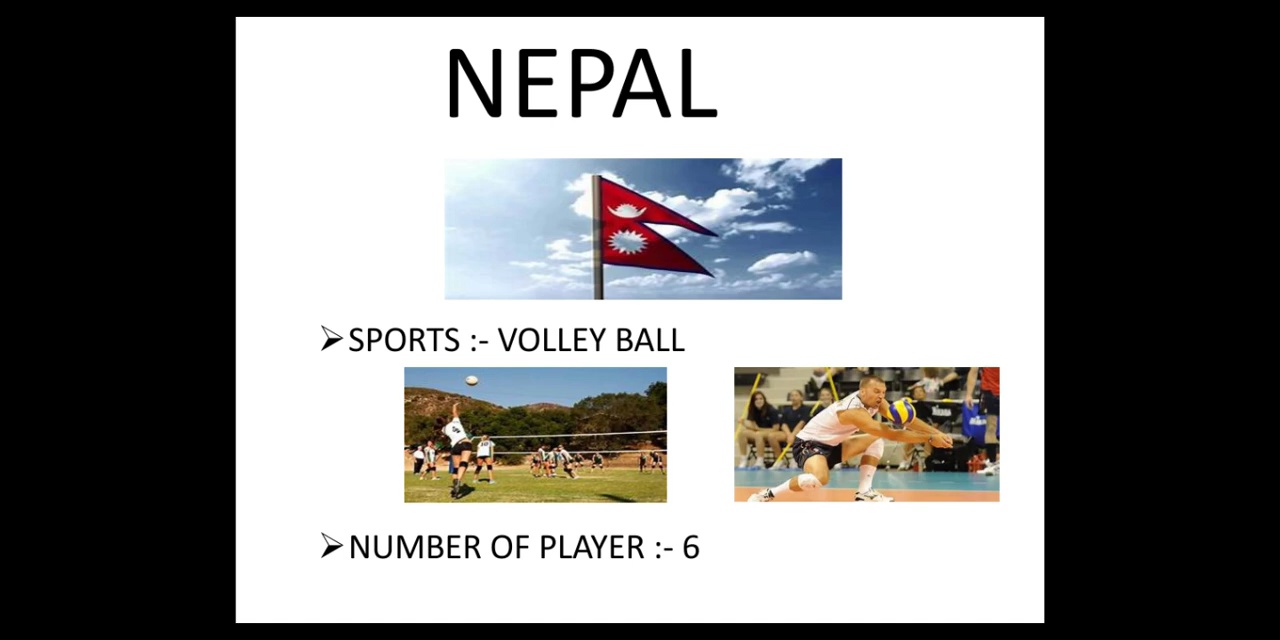 NEPAL
SPORTS :- VOLLEY BALL
NUMBER OF PLAYER :- 6